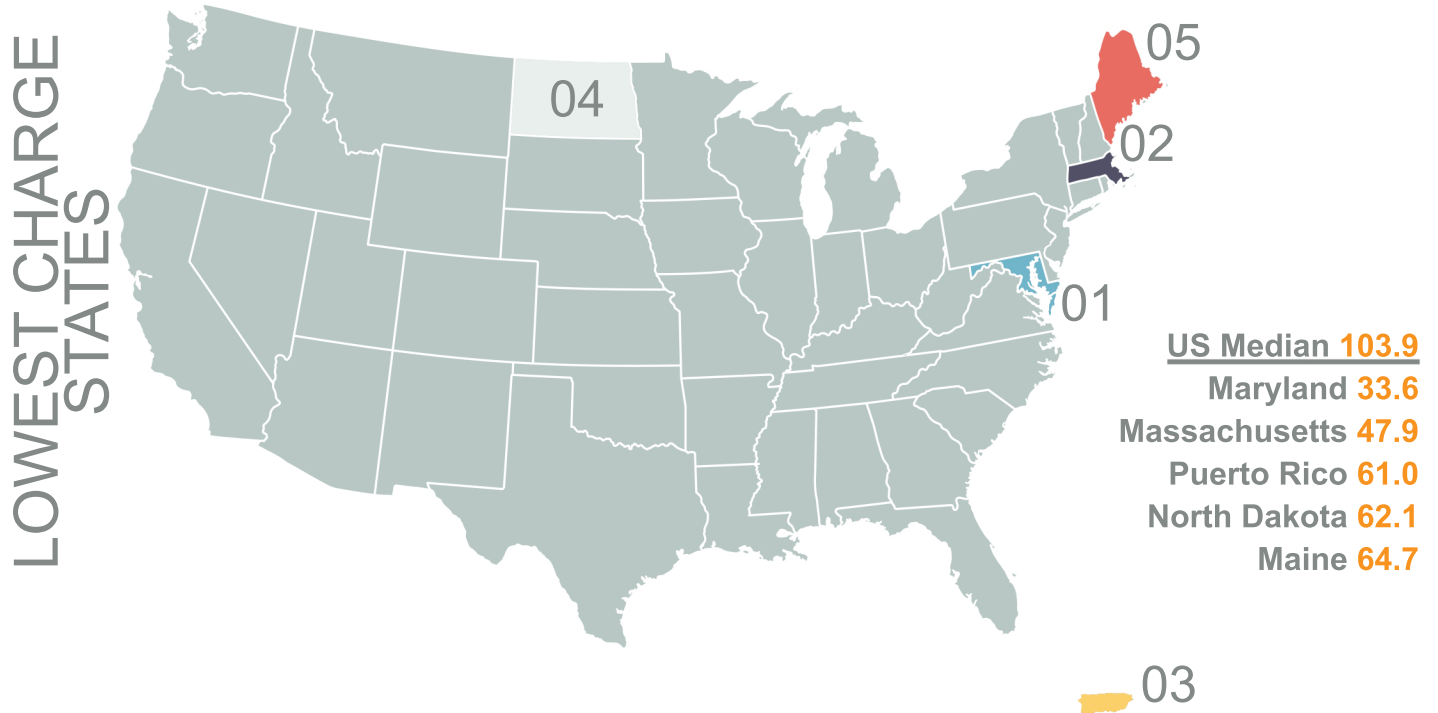 LOWEST CHARGE
STATES
04
05
02
01
US Median 103.9
Maryland 33.6
Massachusetts 47.9
Puerto Rico 61.0
North Dakota 62.1
Maine 64.7
03